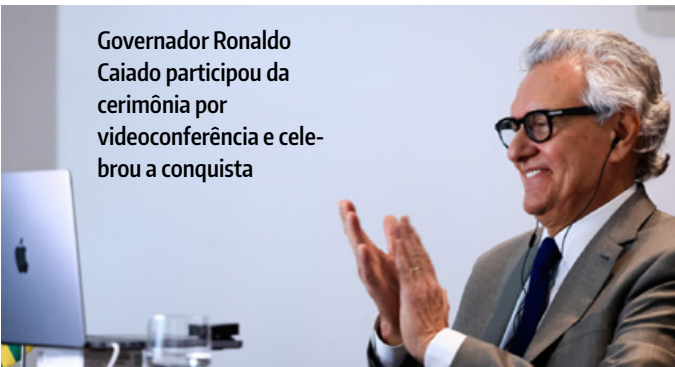 Governador Ronaldo
Caiado participou da
cerimônia por
videoconferência e cele-
brou a conquista